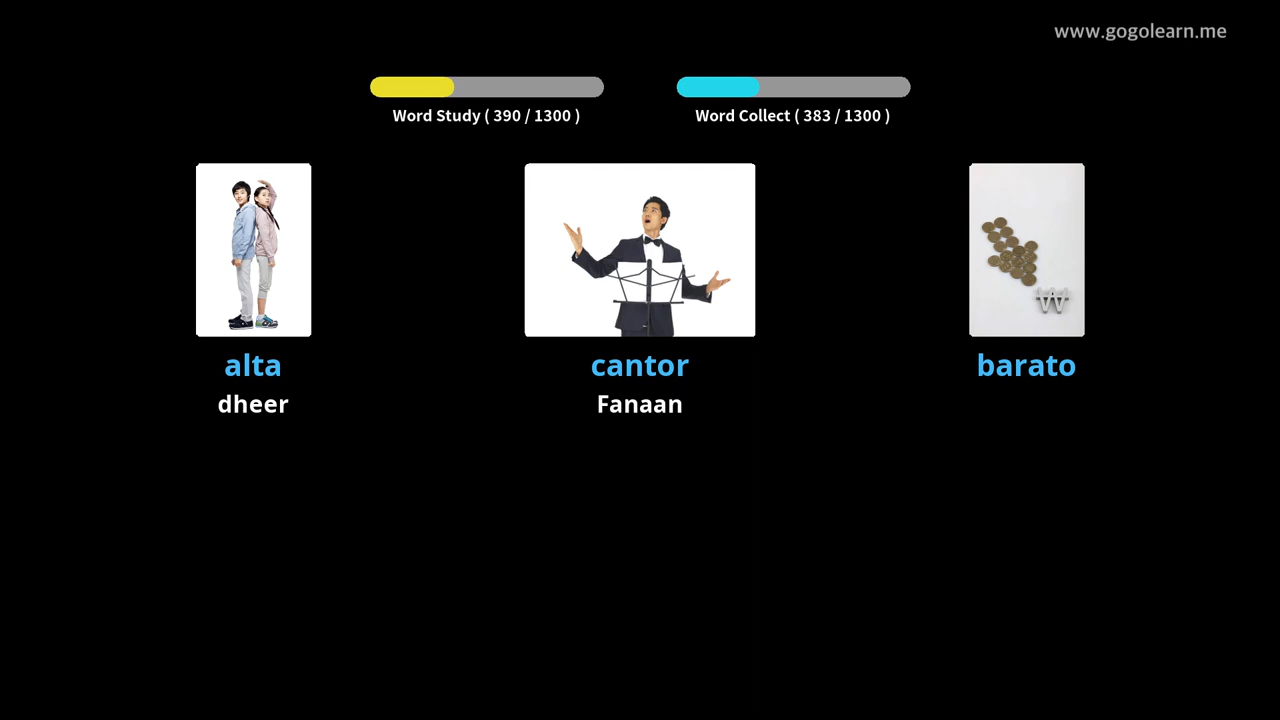 www.gogolearn.me
Word Study ( 390 / 1300 )
Word Collect ( 383 / 1300 )
alta
dheer
cantor
Fanaan
barato